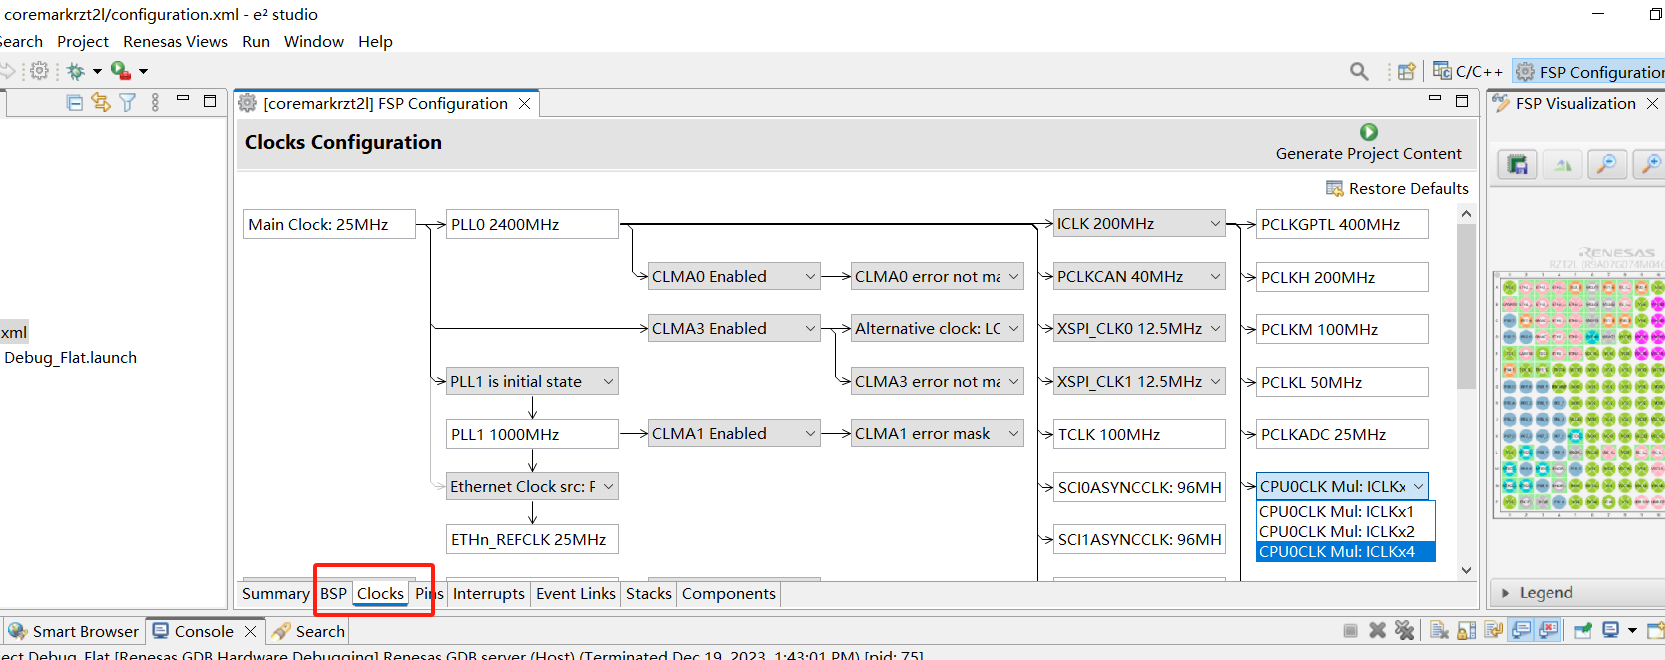 coremarkrzt2l/configuration.xml - e² studio
Search Project Renesas Views Run Window Help
C/C++ FSP Configuration
[coremarkrzt2l] FSP Configuration
FSP Visualization
Clocks Configuration
Generate Project Content
Restore Defaults
Main Clock: 25MHz
PLL0 2400MHz
ICLK 200MHz
PCLKGPTL 400MHz
CLMA0 Enabled
CLMA0 error not ma
PCLKCAN 40MHz
PCLKH 200MHz
CLMA3 Enabled
Alternative clock: LO
XSPI_CLK0 12.5MHz
PCLKM 100MHz
xml
Debug_Flat.launch
PLL1 is initial state
CLMA3 error not ma
XSPI_CLK1 12.5MHz
PCLKL 50MHz
PLL1 1000MHz
CLMA1 Enabled
CLMA1 error mask
TCLK 100MHz
PCLKADC 25MHz
Ethernet Clock src: P
SCI0ASYNCCLK: 96MH
CPU0CLK Mul: ICLKx
CPU0CLK Mul: ICLKx1
CPU0CLK Mul: ICLKx2
CPU0CLK Mul: ICLKx4
ETHn_REFCLK 25MHz
SCI1ASYNCCLK: 96MH
RENESAS
Legend
Summary BSP Clocks Pins Interrupts Event Links Stacks Components
Smart Browser Console Search
ect Debug_Flat [Renesas GDB Hardware Debugging] Renesas GDB server (Host) (Terminated Dec 19, 2023, 1:43:01 PM) [pid: 75]